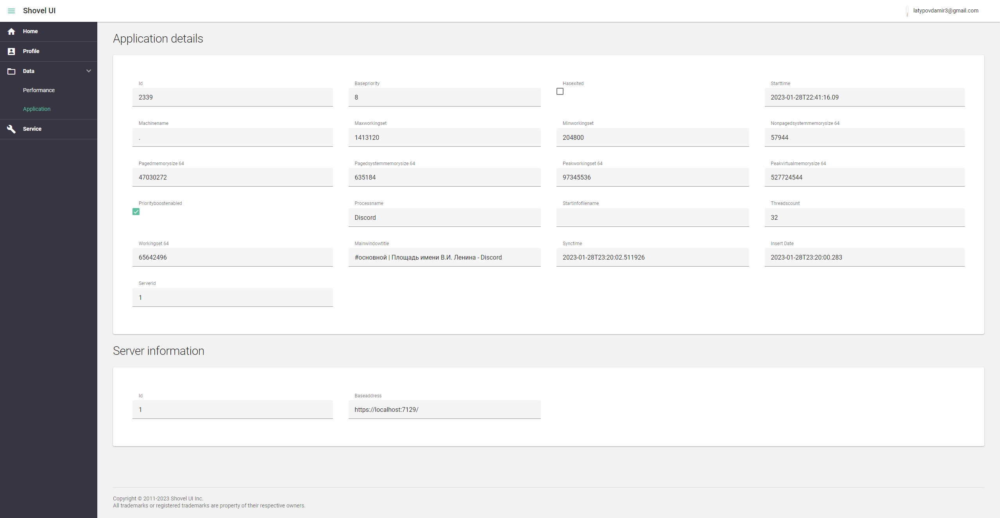 Shovel UI
latypovdamir3@gmail.com
Home
Profile
Data
Performance
Application
Service
Application details
Id
2339
Basepriority
8
Hasexited
Starttime
2023-01-28T22:41:16.09
Machinename
.
Maxworkingset
1413120
Minworkingset
204800
Nonpagedsystemmemorysize 64
57944
Pagedmemorysize 64
47030272
Pagedsystemmemorysize 64
635184
Peakworkingset 64
97345536
Peakvirtualmemorysize 64
527724544
Priorityboostenabled
Processname
Discord
Startinfofilename
Threadscount
32
Workingset 64
65642496
Mainwindowtitle
#основной | Площадь имени В.И. Ленина - Discord
Synctime
2023-01-28T23:20:02.511926
Insert Date
2023-01-28T23:20:00.283
Serverid
1
Server information
Id
1
Baseaddress
https://localhost:7129/
Copyright © 2011-2023 Shovel UI Inc.
All trademarks or registered trademarks are property of their respective owners.